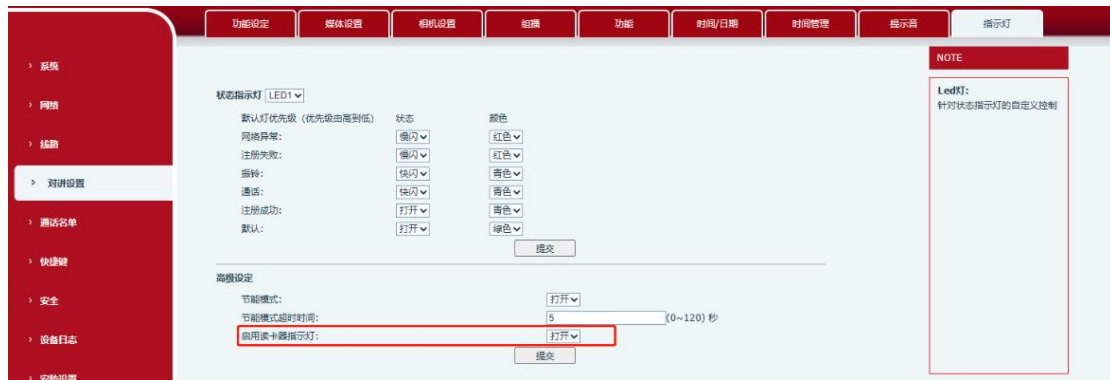 功能设定 媒体设置 相机设置 组播 功能 时间/日期 时间管理 提示音 指示灯
› 系统
› 网络
› 线路
› 对讲设置
› 通话名单
› 快捷键
› 安全
› 设备日志
› 安防设置
状态指示灯 LED1
默认灯优先级（优先级由高到低） 状态 颜色
网络异常: 慢闪 红色
注册失败: 慢闪 红色
振铃: 快闪 青色
通话: 快闪 青色
注册成功: 打开 青色
默认: 打开 绿色
提交
高级设定
节能模式: 打开
节能模式超时时间: 5 (0~120) 秒
启用读卡器指示灯: 打开
提交
NOTE
Led灯:
针对状态指示灯的自定义控制